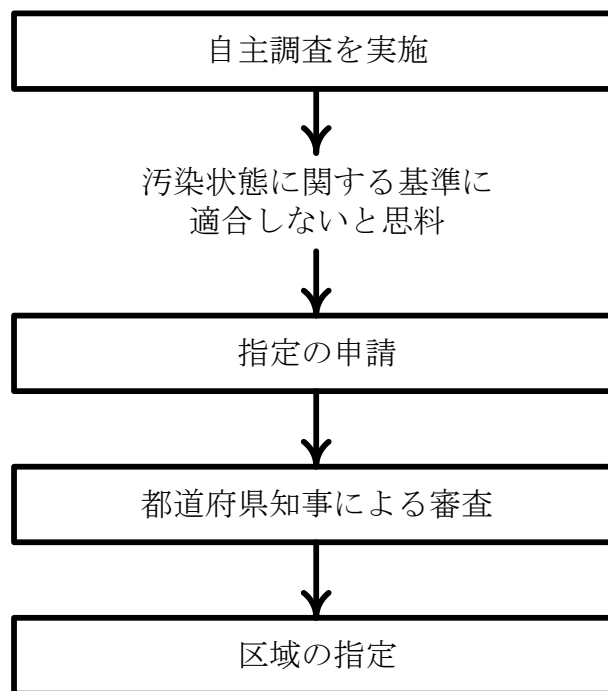 自主調査を実施
汚染状態に関する基準に
適合しないと思料
指定の申請
都道府県知事による審査
区域の指定